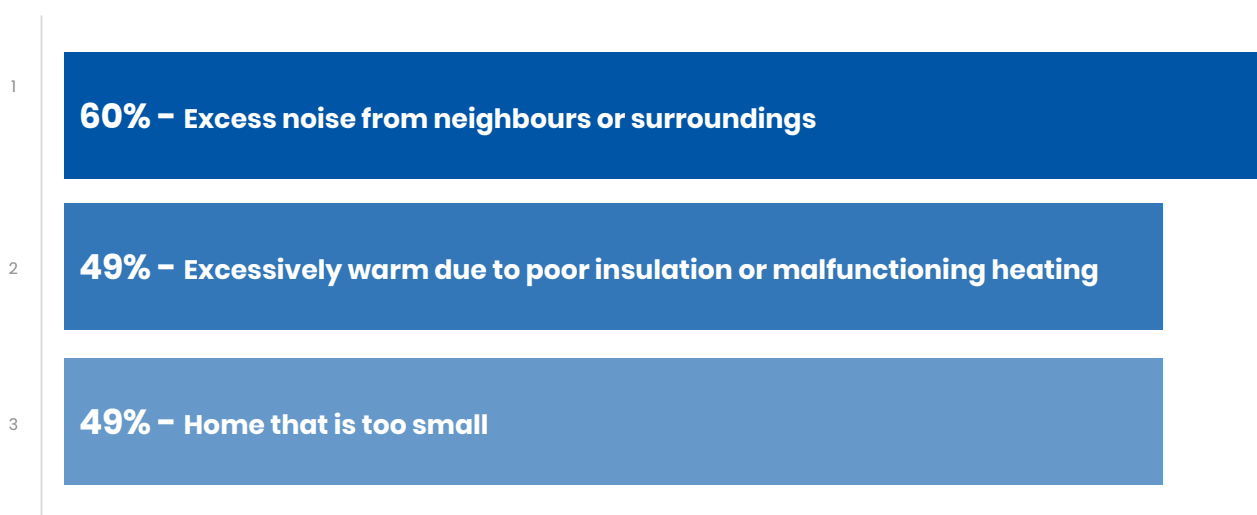 1
60% - Excess noise from neighbours or surroundings
2
49% - Excessively warm due to poor insulation or malfunctioning heating
3
49% - Home that is too small